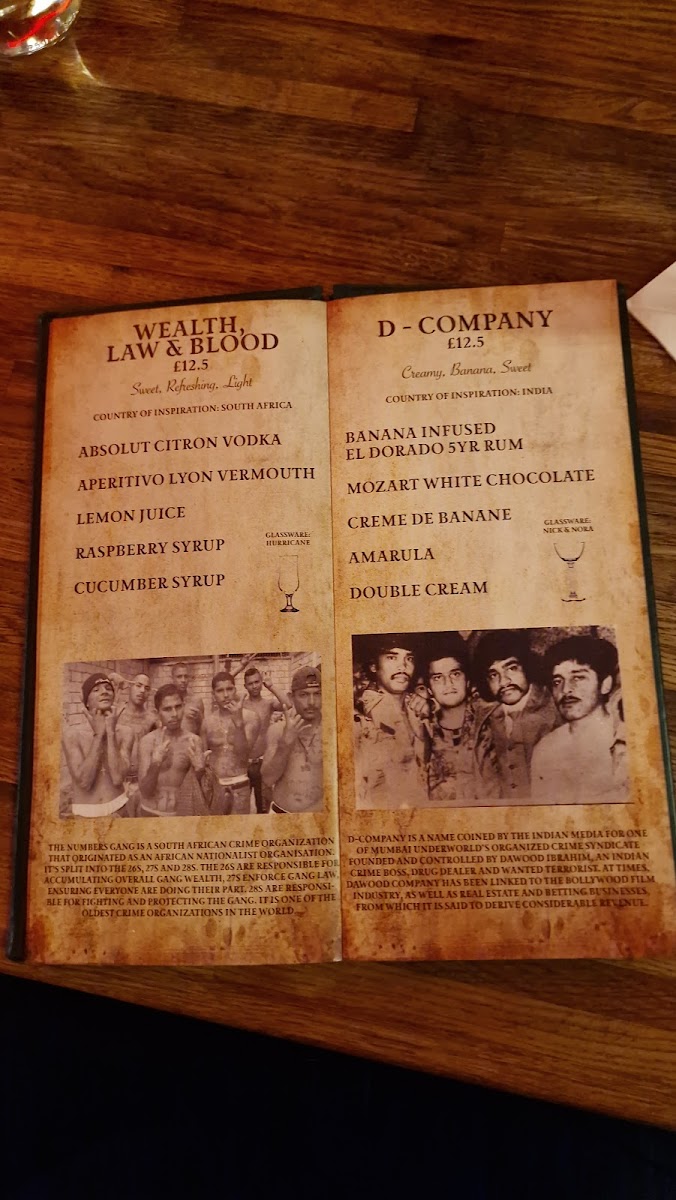 WEALTH,
LAW & BLOOD
£12.5
Sweet, Refreshing, Light
COUNTRY OF INSPIRATION: SOUTH AFRICA
ABSOLUT CITRON VODKA
APERITIVO LYON VERMOUTH
LEMON JUICE
RASPBERRY SYRUP
CUCUMBER SYRUP
GLASSWARE:
HURRICANE
THE NUMBERS GANG IS A SOUTH AFRICAN CRIME ORGANIZATION
THAT ORIGINATED AS AN AFRICAN NATIONALIST ORGANISATION.
IT'S SPLIT INTO THE 26S, 27S AND 28S. THE 26S ARE RESPONSIBLE FOR
ACCUMULATING OVERALL GANG WEALTH, 27S ENFORCE GANG LAW,
ENSURING EVERYONE ARE DOING THEIR PART. 28S ARE RESPONSI-
BLE FOR FIGHTING AND PROTECTING THE GANG. IT IS ONE OF THE
OLDEST CRIME ORGANIZATIONS IN THE WORLD
D - COMPANY
£12.5
Creamy, Banana, Sweet
COUNTRY OF INSPIRATION: INDIA
BANANA INFUSED
EL DORADO 5YR RUM
MOZART WHITE CHOCOLATE
CREME DE BANANE
AMARULA
DOUBLE CREAM
GLASSWARE:
NICK & NORA
D-COMPANY IS A NAME COINED BY THE INDIAN MEDIA FOR ONE
OF MUMBAI UNDERWORLD'S ORGANIZED CRIME SYNDICATE
FOUNDED AND CONTROLLED BY DAWOOD IBRAHIM, AN INDIAN
CRIME BOSS, DRUG DEALER AND WANTED TERRORIST. AT TIMES,
DAWOOD COMPANY HAS BEEN LINKED TO THE BOLLYWOOD FILM
INDUSTRY, AS WELL AS REAL ESTATE AND BETTING BUSINESSES,
FROM WHICH IT IS SAID TO DERIVE CONSIDERABLE REVENUE.